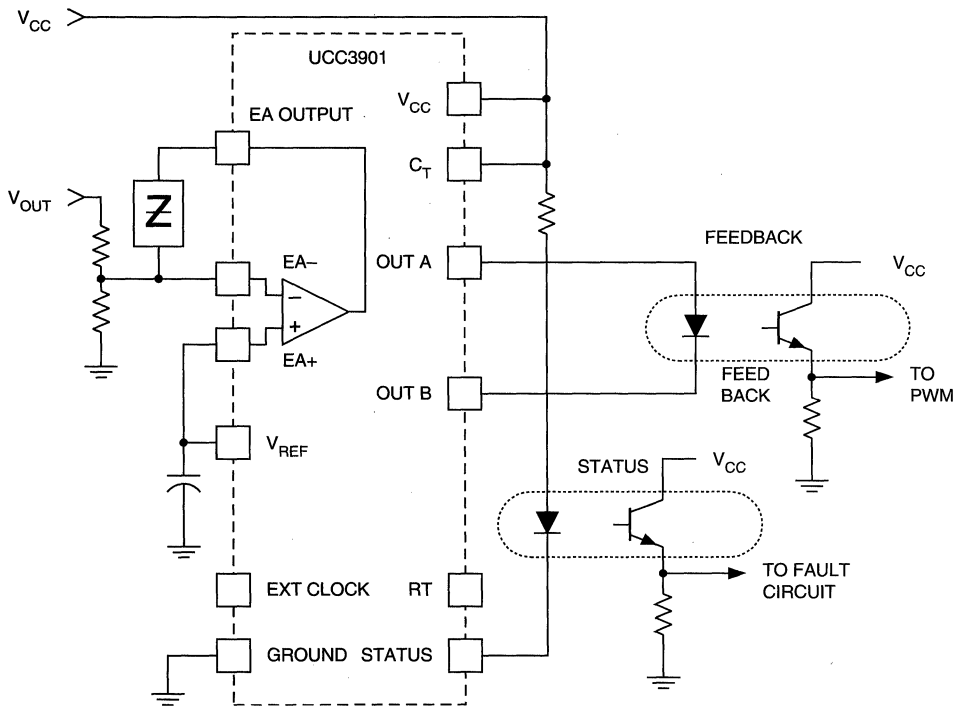 VCC
UCC3901
VCC
EA OUTPUT
CT
VOUT
Z
EA–
OUT A
FEEDBACK
VCC
–
+
EA+
FEED
BACK
TO
PWM
OUT B
VREF
STATUS
VCC
EXT CLOCK
RT
TO FAULT
CIRCUIT
GROUND
STATUS